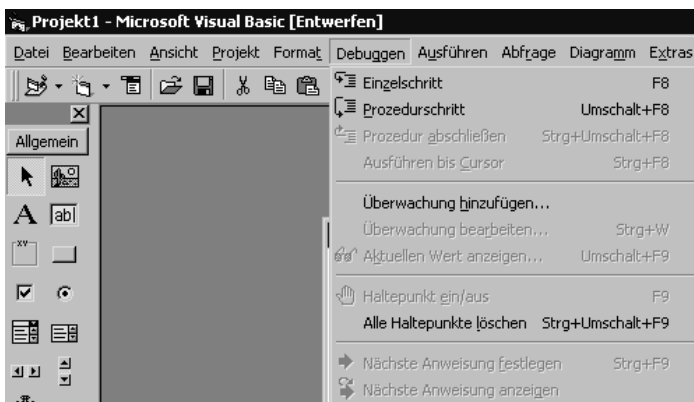 Projekt1 - Microsoft Visual Basic [Entwerfen]
Datei Bearbeiten Ansicht Projekt Format Debuggen Ausführen Abfrage Diagramm Extras
Einzelschritt F8
Prozedurschritt Umschalt+F8
Prozedur abschließen Strg+Umschalt+F8
Ausführen bis Cursor Strg+F8
Überwachung hinzufügen...
Überwachung bearbeiten... Strg+W
Aktuellen Wert anzeigen... Umschalt+F9
Haltepunkt ein/aus F9
Alle Haltepunkte löschen Strg+Umschalt+F9
Nächste Anweisung festlegen Strg+F9
Nächste Anweisung anzeigen
Allgemein
A ab
xy